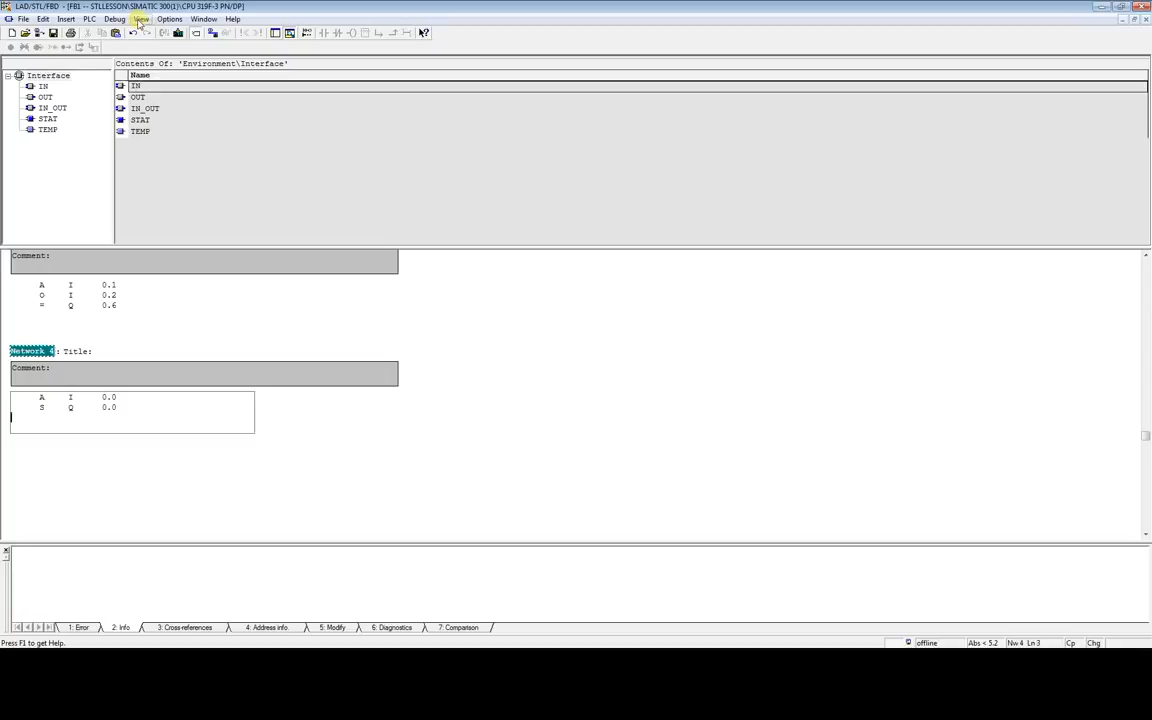 LAD/STL/FBD - [FB1 -- STLLESSON\SIMATIC 300(1)\CPU 319F-3 PN/DP]
File Edit Insert PLC Debug View Options Window Help
Contents Of: 'Environment\Interface'
Interface
IN
OUT
IN_OUT
STAT
TEMP
Name
IN
OUT
IN_OUT
STAT
TEMP
Comment:
A I 0.1
O I 0.2
= Q 0.6
Network 4: Title:
Comment:
A I 0.0
S Q 0.0
1: Error 2: Info 3: Cross-references 4: Address info. 5: Modify 6: Diagnostics 7: Comparison
Press F1 to get Help.
offline Abs < 5.2 Nw 4 Ln 3 Cp Chg